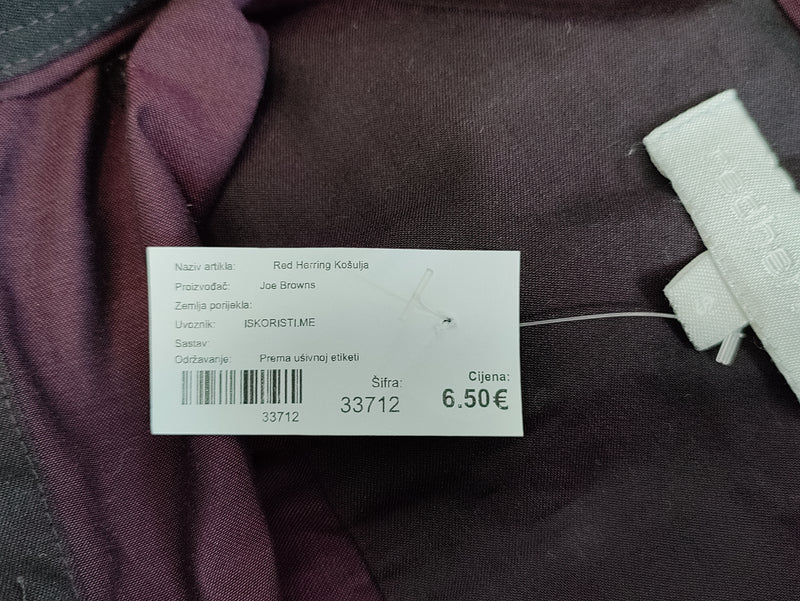 Naziv artikla: Red Herring Košulja
Proizvođač: Joe Browns
Zemlja porijekla:
Uvoznik: ISKORISTI.ME
Sastav:
Održavanje: Prema ušivnoj etiketi
Šifra:
Cijena:
33712
33712
6.50€